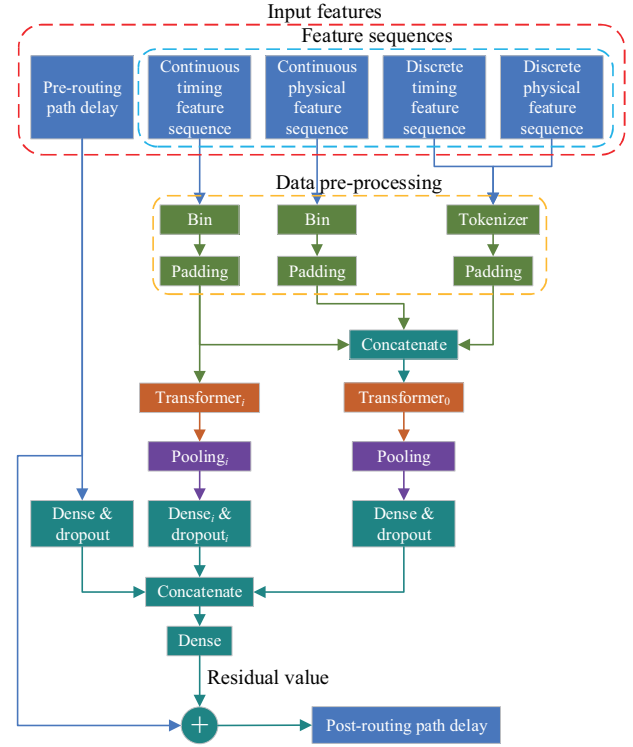 Input features
Feature sequences
Pre-routing
path delay
Continuous
timing feature
sequence
Continuous
physical feature
sequence
Discrete
timing
feature
sequence
Discrete
physical
feature
sequence
Data pre-processing
Bin
Bin
Tokenizer
Padding
Padding
Padding
Concatenate
Transformerᵢ
Transformer₀
Poolingᵢ
Pooling
Dense &
dropout
Denseᵢ &
dropoutᵢ
Dense &
dropout
Concatenate
Dense
Residual value
+
Post-routing path delay